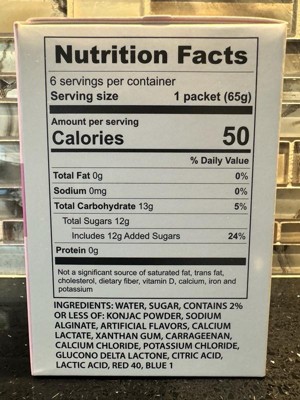 Nutrition Facts
6 servings per container
Serving size 1 packet (65g)
Amount per serving
Calories 50
% Daily Value
Total Fat 0g 0%
Sodium 0mg 0%
Total Carbohydrate 13g 5%
Total Sugars 12g
Includes 12g Added Sugars 24%
Protein 0g
Not a significant source of saturated fat, trans fat,
cholesterol, dietary fiber, vitamin D, calcium, iron and
potassium
INGREDIENTS: WATER, SUGAR, CONTAINS 2%
OR LESS OF: KONJAC POWDER, SODIUM
ALGINATE, ARTIFICIAL FLAVORS, CALCIUM
LACTATE, XANTHAN GUM, CARRAGEENAN,
CALCIUM CHLORIDE, POTASSIUM CHLORIDE,
GLUCONO DELTA LACTONE, CITRIC ACID,
LACTIC ACID, RED 40, BLUE 1